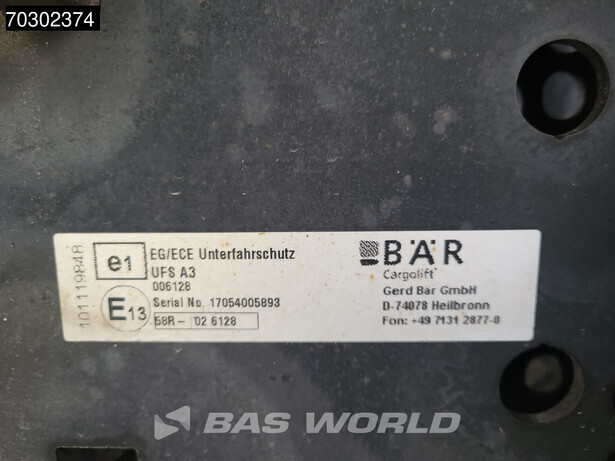 70302374
101119848
e1
EG/ECE Unterfahrschutz
UFS A3
006128
Serial No. 17054005893
E13
58R- 02 6128
BÄR
Cargolift
Gerd Bär GmbH
D-74078 Heilbronn
Fon: +49 7131 2877-0
BAS WORLD